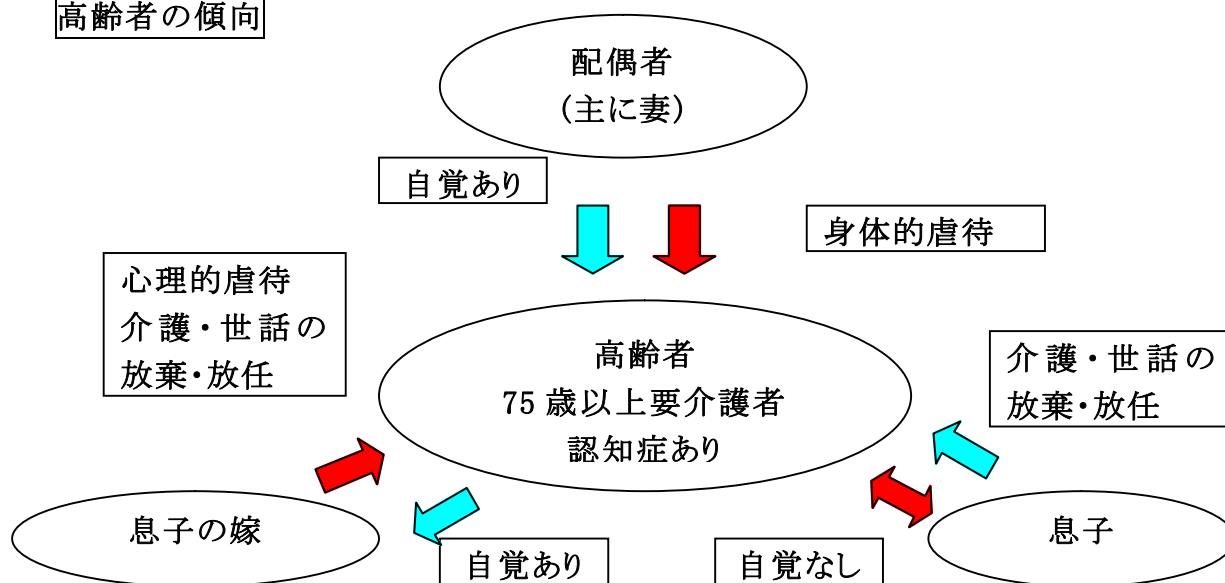 高齢者の傾向
配偶者
(主に妻)
自覚あり
身体的虐待
心理的虐待
介護・世話の
放棄・放任
高齢者
75歳以上要介護者
認知症あり
介護・世話の
放棄・放任
息子の嫁
自覚あり
自覚なし
息子